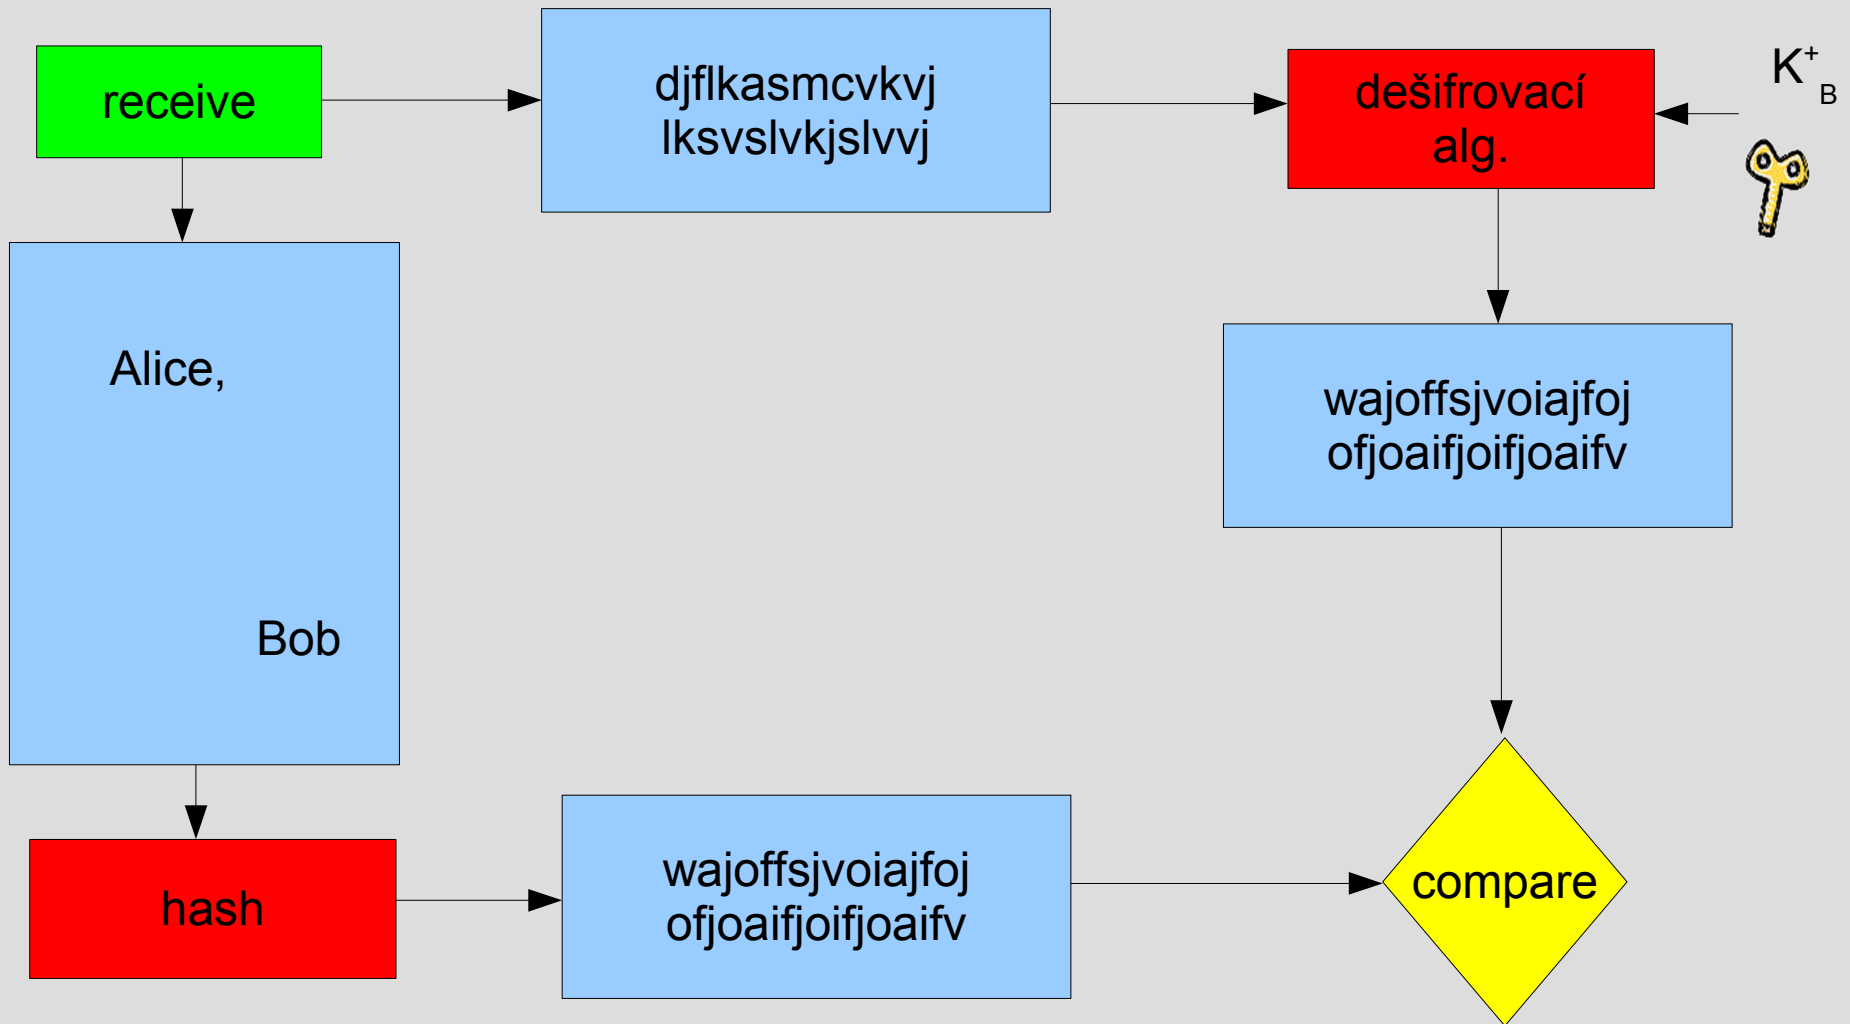 receive
djflkasmcvkvj
lksvslvkjslvvj
dešifrovací
alg.
K⁺
B
Alice,
Bob
wajoffsjvoiajfoj
ofjoaifjoifjoaifv
hash
wajoffsjvoiajfoj
ofjoaifjoifjoaifv
compare